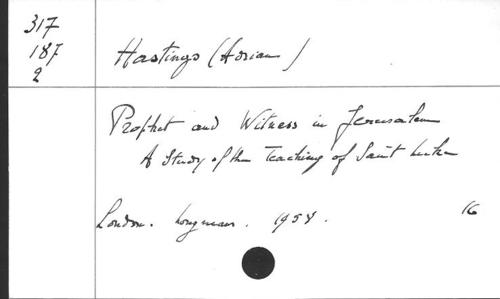 317
187
2
Hastings (Adrian)
Prophet and Witness in Jerusalem
A Study of the Teaching of Saint Luke
London. Longmans. 1958.
16